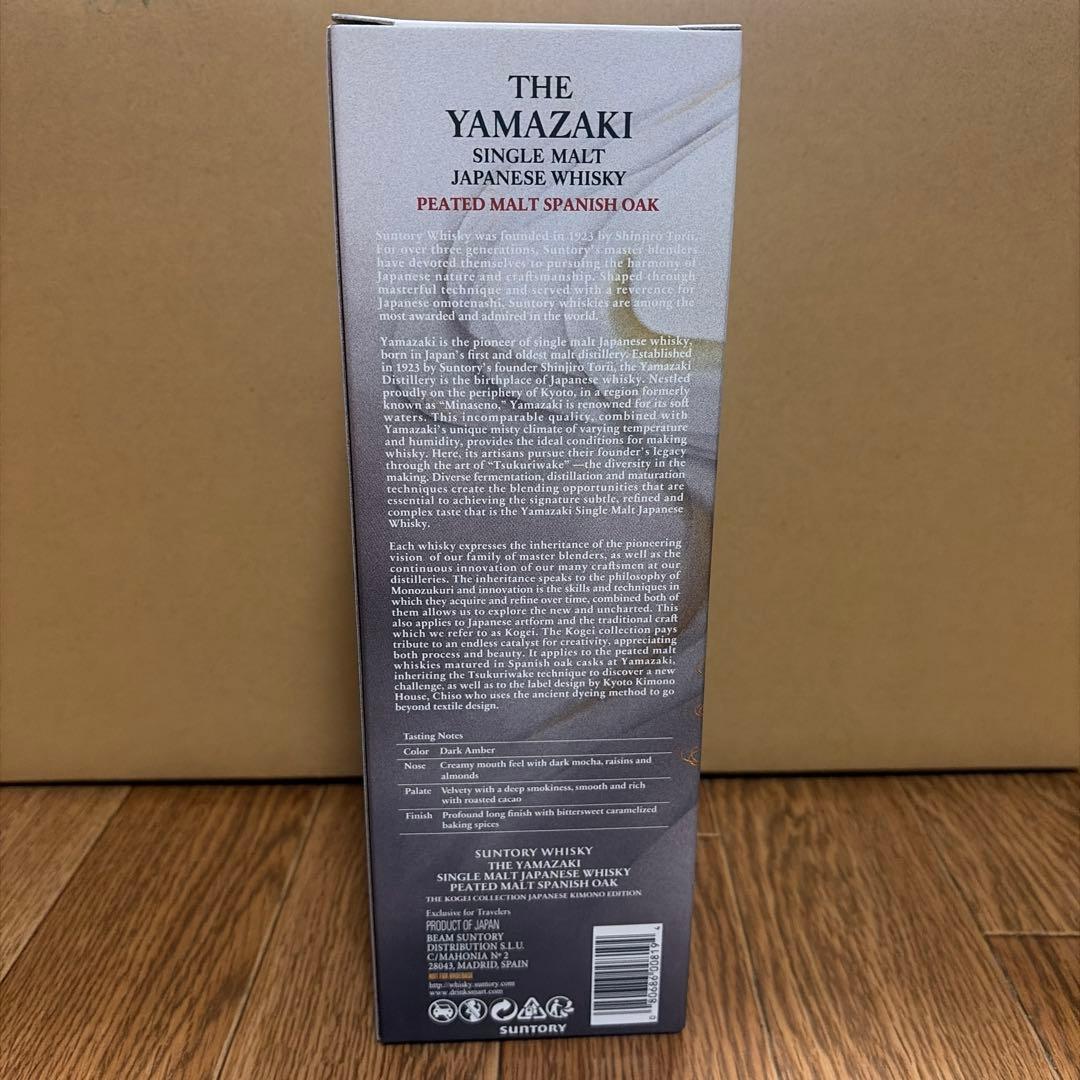 THE
YAMAZAKI
SINGLE MALT
JAPANESE WHISKY
PEATED MALT SPANISH OAK
Suntory Whisky was founded in 1923 by Shinjiro Torii.
For over three generations, Suntory's master blenders
have devoted themselves to pursuing the harmony of
Japanese nature and craftsmanship. Shaped through
masterful technique and served with a reverence for
Japanese omotenashi, Suntory whiskies are among the
most awarded and admired in the world.
Yamazaki is the pioneer of single malt Japanese whisky,
born in Japan's first and oldest malt distillery. Established
in 1923 by Suntory's founder Shinjiro Torii, the Yamazaki
Distillery is the birthplace of Japanese whisky. Nestled
proudly on the periphery of Kyoto, in a region formerly
known as “Minaseno,” Yamazaki is renowned for its soft
waters. This incomparable quality, combined with
Yamazaki's unique misty climate of varying temperature
and humidity, provides the ideal conditions for making
whisky. Here, its artisans pursue their founder's legacy
through the art of “Tsukuriwake” —the diversity in the
making. Diverse fermentation, distillation and maturation
techniques create the blending opportunities that are
essential to achieving the signature subtle, refined and
complex taste that is the Yamazaki Single Malt Japanese
Whisky.
Each whisky expresses the inheritance of the pioneering
vision of our family of master blenders, as well as the
continuous innovation of our many craftsmen at our
distilleries. The inheritance speaks to the philosophy of
Monozukuri and innovation is the skills and techniques in
which they acquire and refine over time, combined both of
them allows us to explore the new and uncharted. This
also applies to Japanese artform and the traditional craft
which we refer to as Kogei. The Kogei collection pays
tribute to an endless catalyst for creativity, appreciating
both process and beauty. It applies to the peated malt
whiskies matured in Spanish oak casks at Yamazaki,
inheriting the Tsukuriwake technique to discover a new
challenge, as well as to the label design by Kyoto Kimono
House, Chiso who uses the ancient dyeing method to go
beyond textile design.
Tasting Notes
Color Dark Amber
Nose Creamy mouth feel with dark mocha, raisins and
almonds
Palate Velvety with a deep smokiness, smooth and rich
with roasted cacao
Finish Profound long finish with bittersweet caramelized
baking spices
SUNTORY WHISKY
THE YAMAZAKI
SINGLE MALT JAPANESE WHISKY
PEATED MALT SPANISH OAK
THE KOGEI COLLECTION JAPANESE KIMONO EDITION
Exclusive for Travelers
PRODUCT OF JAPAN
BEAM SUNTORY
DISTRIBUTION S.L.U.
C/MAHONIA Nº 2
28043, MADRID, SPAIN
http://whisky.suntory.com
www.drinksmart.com
SUNTORY
0 80686 00819 4